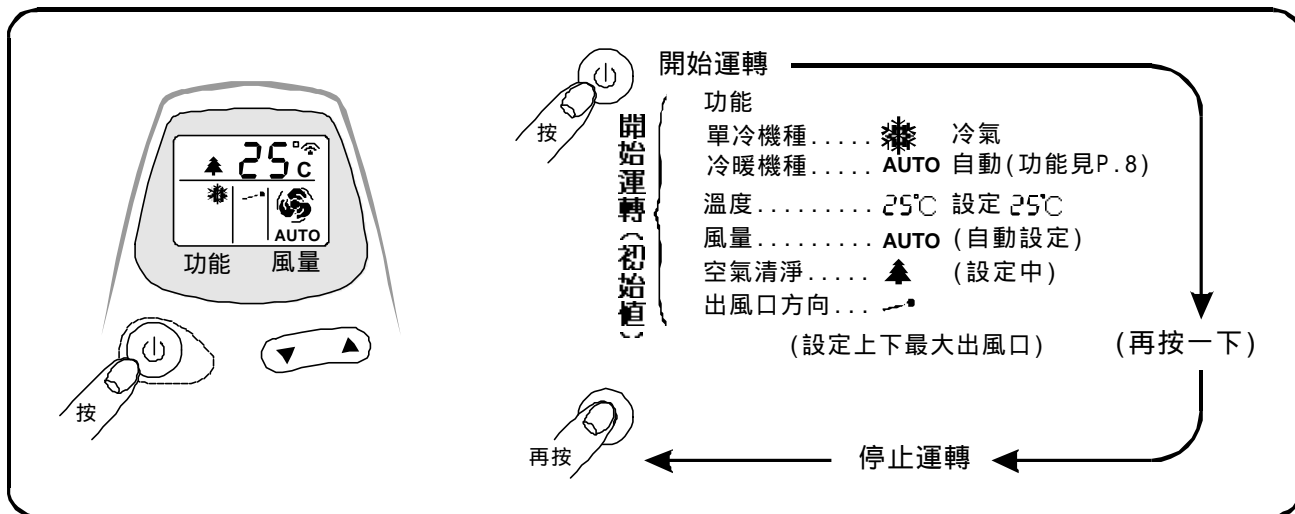 25°C
AUTO
功能 風量
按
按
開始運轉
開始運轉(初始值)
功能
單冷機種..... 冷氣
冷暖機種..... AUTO 自動(功能見P.8)
溫度......... 25℃ 設定 25℃
風量......... AUTO (自動設定)
空氣清淨..... (設定中)
出風口方向...
(設定上下最大出風口)
(再按一下)
停止運轉
再按